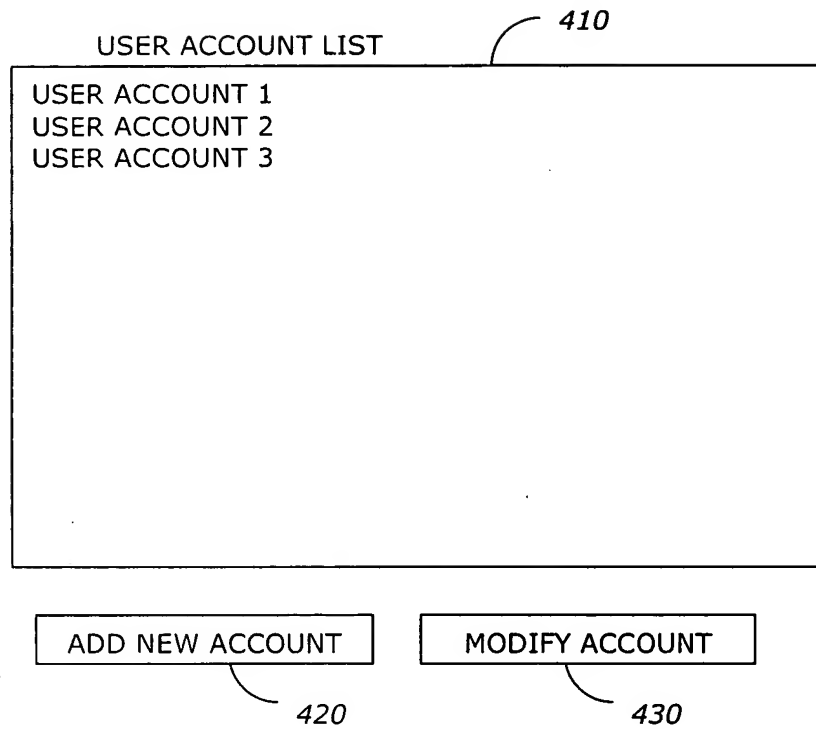 410
USER ACCOUNT LIST
USER ACCOUNT 1
USER ACCOUNT 2
USER ACCOUNT 3
ADD NEW ACCOUNT
MODIFY ACCOUNT
420
430